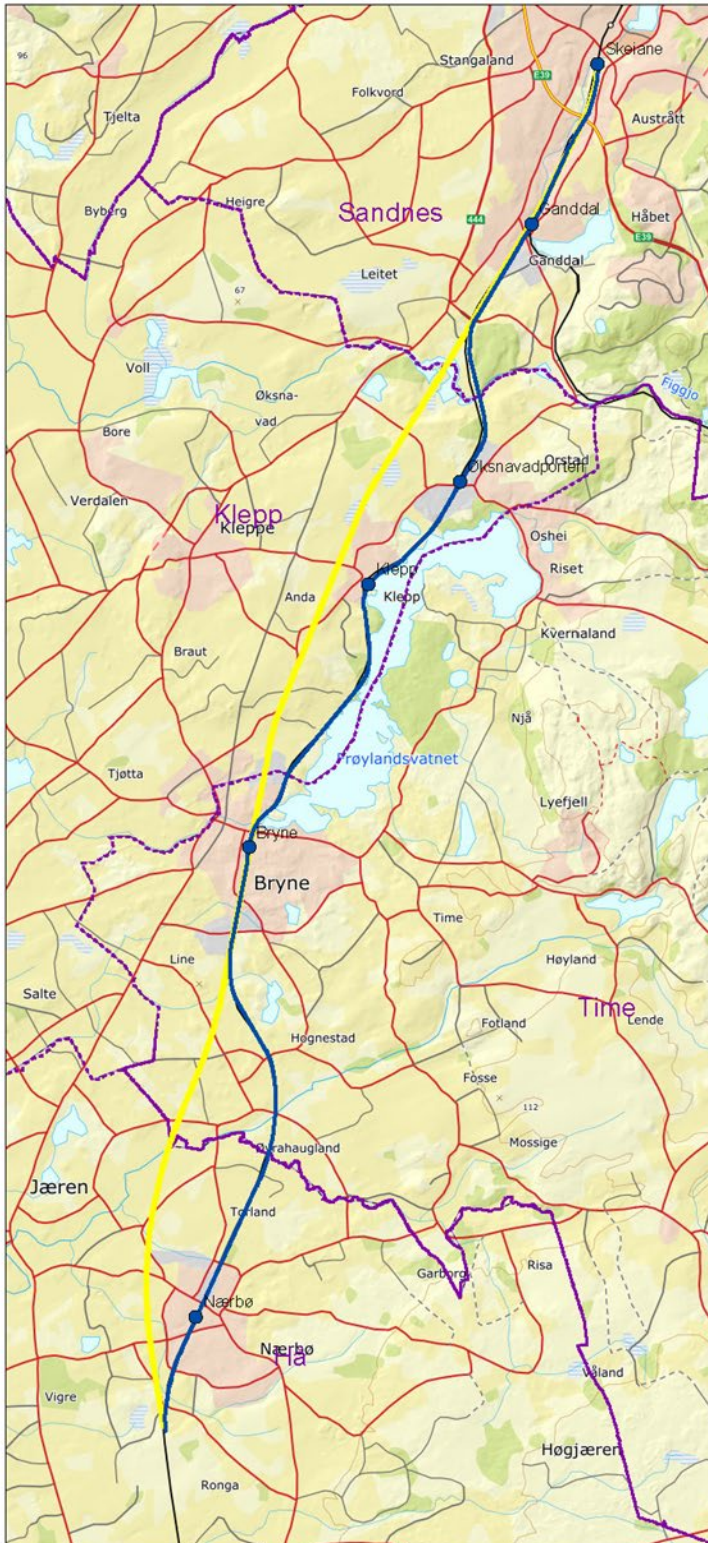 Skeiane
96
Stangaland
E39
Folkvord
Tjelta
Austrått
Byberg
Heigre
Sandnes
444
Ganddal
Håbet
E39
Ganddal
Leitet
67
Voll
Øksna-
vad
Figgjo
Bore
Orstad
Øksnavadporten
Verdalen
Klepp
Kleppe
Oshei
Riset
Klepp
Anda
Klepp
Kvernaland
Braut
Njå
Frøylandsvatnet
Tjøtta
Lyefjell
Bryne
Bryne
Time
Line
Høyland
Salte
Time
Lende
Fotland
Hognestad
Fosse
112
Mossige
Øvrahaugland
Jæren
Torland
Garborg
Risa
Nærbø
Nærbø
Hå
Våland
Vigre
Høgjæren
Ronga